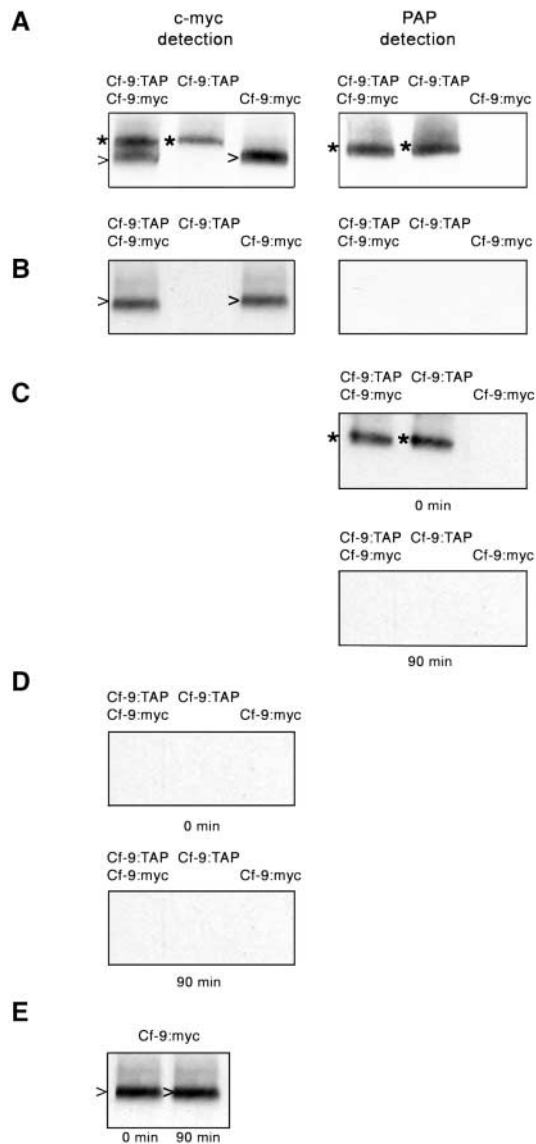 A
c-myc
detection
PAP
detection
Cf-9:TAP Cf-9:TAP
Cf-9:myc Cf-9:myc
Cf-9:TAP Cf-9:TAP
Cf-9:myc Cf-9:myc
* * * *
> >
B
Cf-9:TAP Cf-9:TAP
Cf-9:myc Cf-9:myc
Cf-9:TAP Cf-9:TAP
Cf-9:myc Cf-9:myc
> >
C
Cf-9:TAP Cf-9:TAP
Cf-9:myc Cf-9:myc
* *
0 min
Cf-9:TAP Cf-9:TAP
Cf-9:myc Cf-9:myc
90 min
D
Cf-9:TAP Cf-9:TAP
Cf-9:myc Cf-9:myc
0 min
Cf-9:TAP Cf-9:TAP
Cf-9:myc Cf-9:myc
90 min
E
Cf-9:myc
> >
0 min 90 min